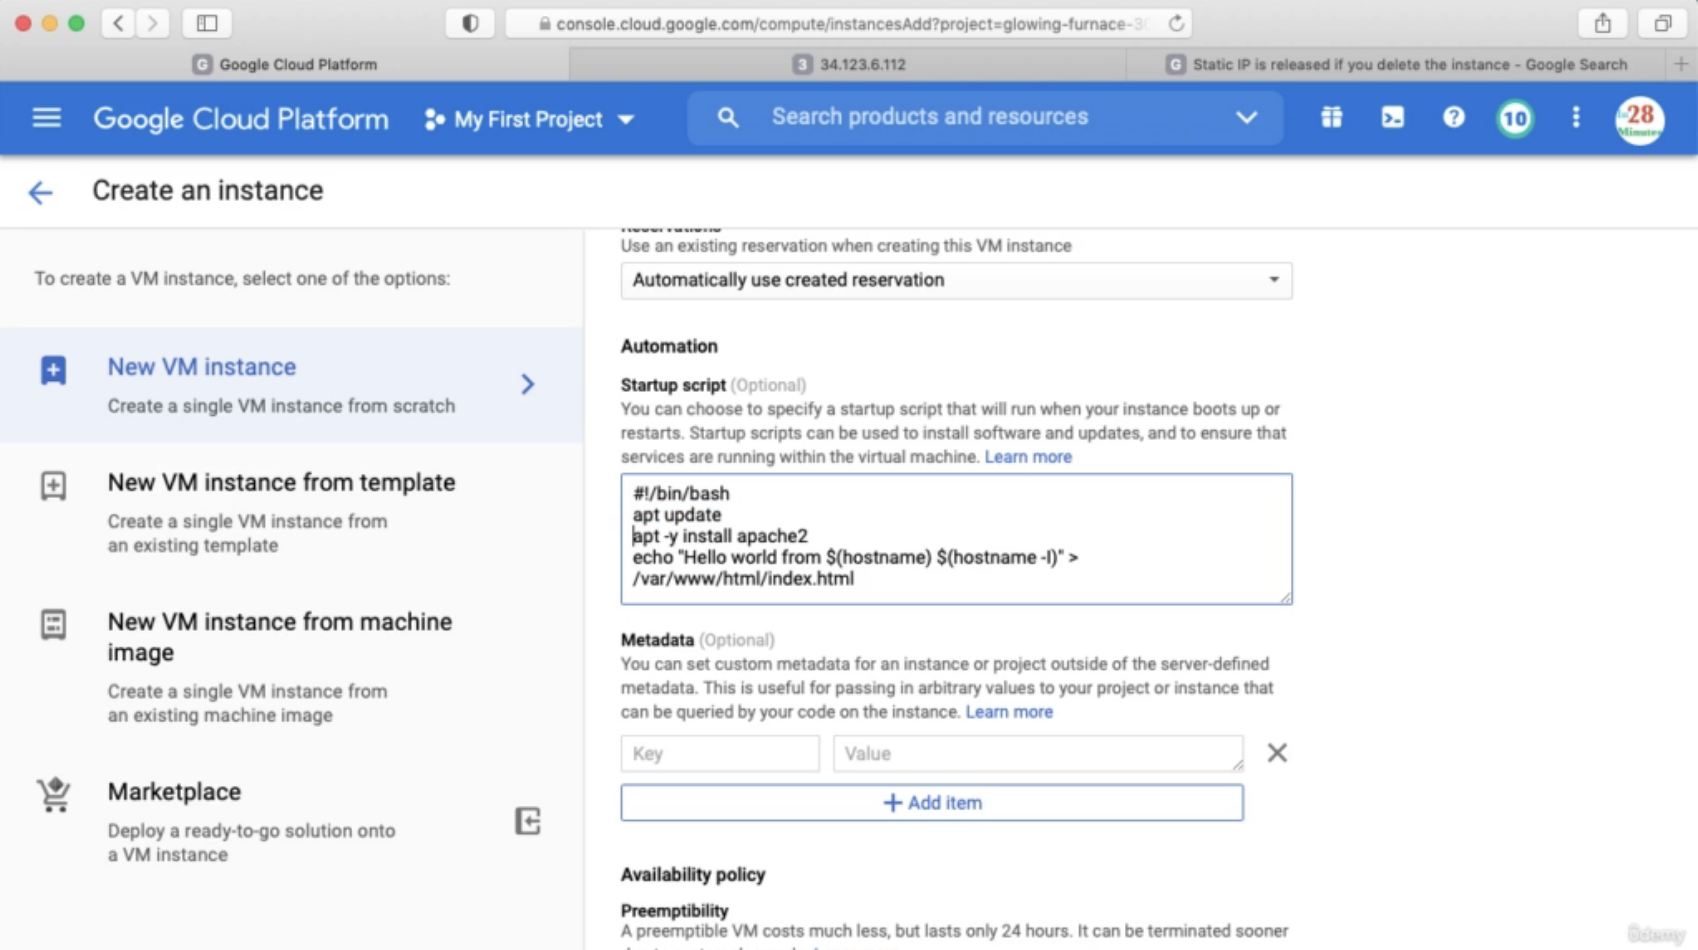 console.cloud.google.com/compute/instancesAdd?project=glowing-furnace-3
G Google Cloud Platform
3 34.123.6.112
G Static IP is released if you delete the instance - Google Search
Google Cloud Platform
My First Project
Search products and resources
?
10
28
Minutes
Create an instance
To create a VM instance, select one of the options:
New VM instance
Create a single VM instance from scratch
New VM instance from template
Create a single VM instance from
an existing template
New VM instance from machine
image
Create a single VM instance from
an existing machine image
Marketplace
Deploy a ready-to-go solution onto
a VM instance
Reservations
Use an existing reservation when creating this VM instance
Automatically use created reservation
Automation
Startup script (Optional)
You can choose to specify a startup script that will run when your instance boots up or
restarts. Startup scripts can be used to install software and updates, and to ensure that
services are running within the virtual machine. Learn more
#!/bin/bash
apt update
apt -y install apache2
echo "Hello world from $(hostname) $(hostname -I)" >
/var/www/html/index.html
Metadata (Optional)
You can set custom metadata for an instance or project outside of the server-defined
metadata. This is useful for passing in arbitrary values to your project or instance that
can be queried by your code on the instance. Learn more
Key
Value
+ Add item
Availability policy
Preemptibility
A preemptible VM costs much less, but lasts only 24 hours. It can be terminated sooner
ûdemy